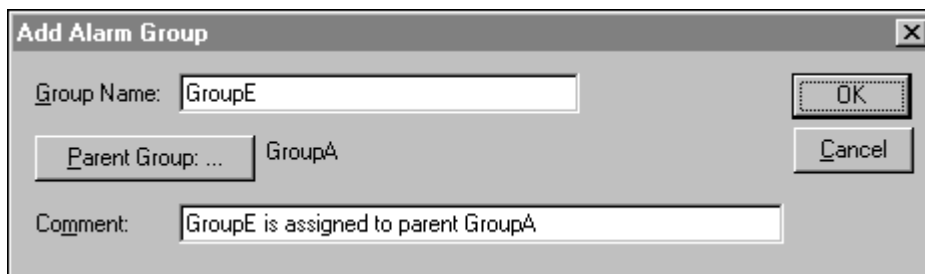 Add Alarm Group
Group Name: GroupE
OK
Parent Group: ... GroupA
Cancel
Comment: GroupE is assigned to parent GroupA